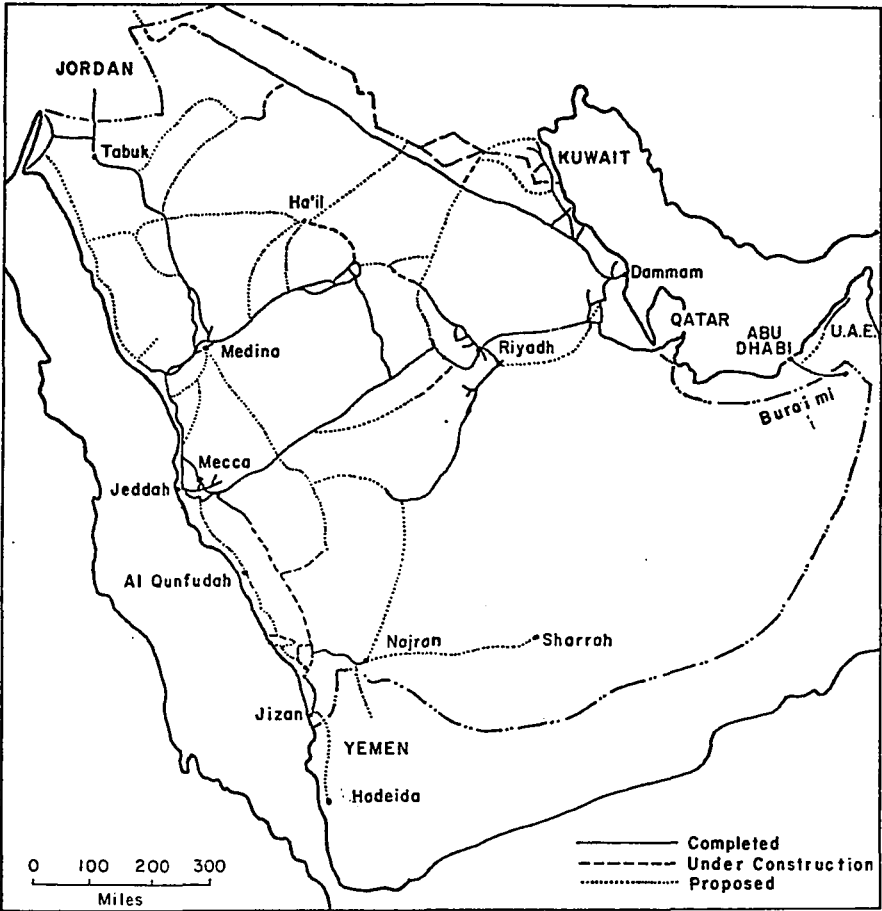 JORDAN
Tabuk
KUWAIT
Ha'il
Dammam
QATAR
ABU
DHABI
U.A.E.
Medina
Riyadh
Buraimi
Mecca
Jeddah
Al Qunfudah
Najran
Sharrah
Jizan
YEMEN
Hadeida
Completed
Under Construction
Proposed
0 100 200 300
Miles